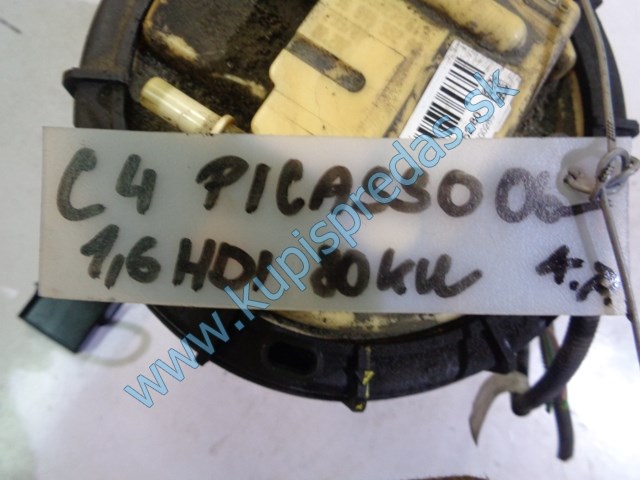 C4 PICASSO 06
1,6 HDI 80KW
www.kupispredas.sk